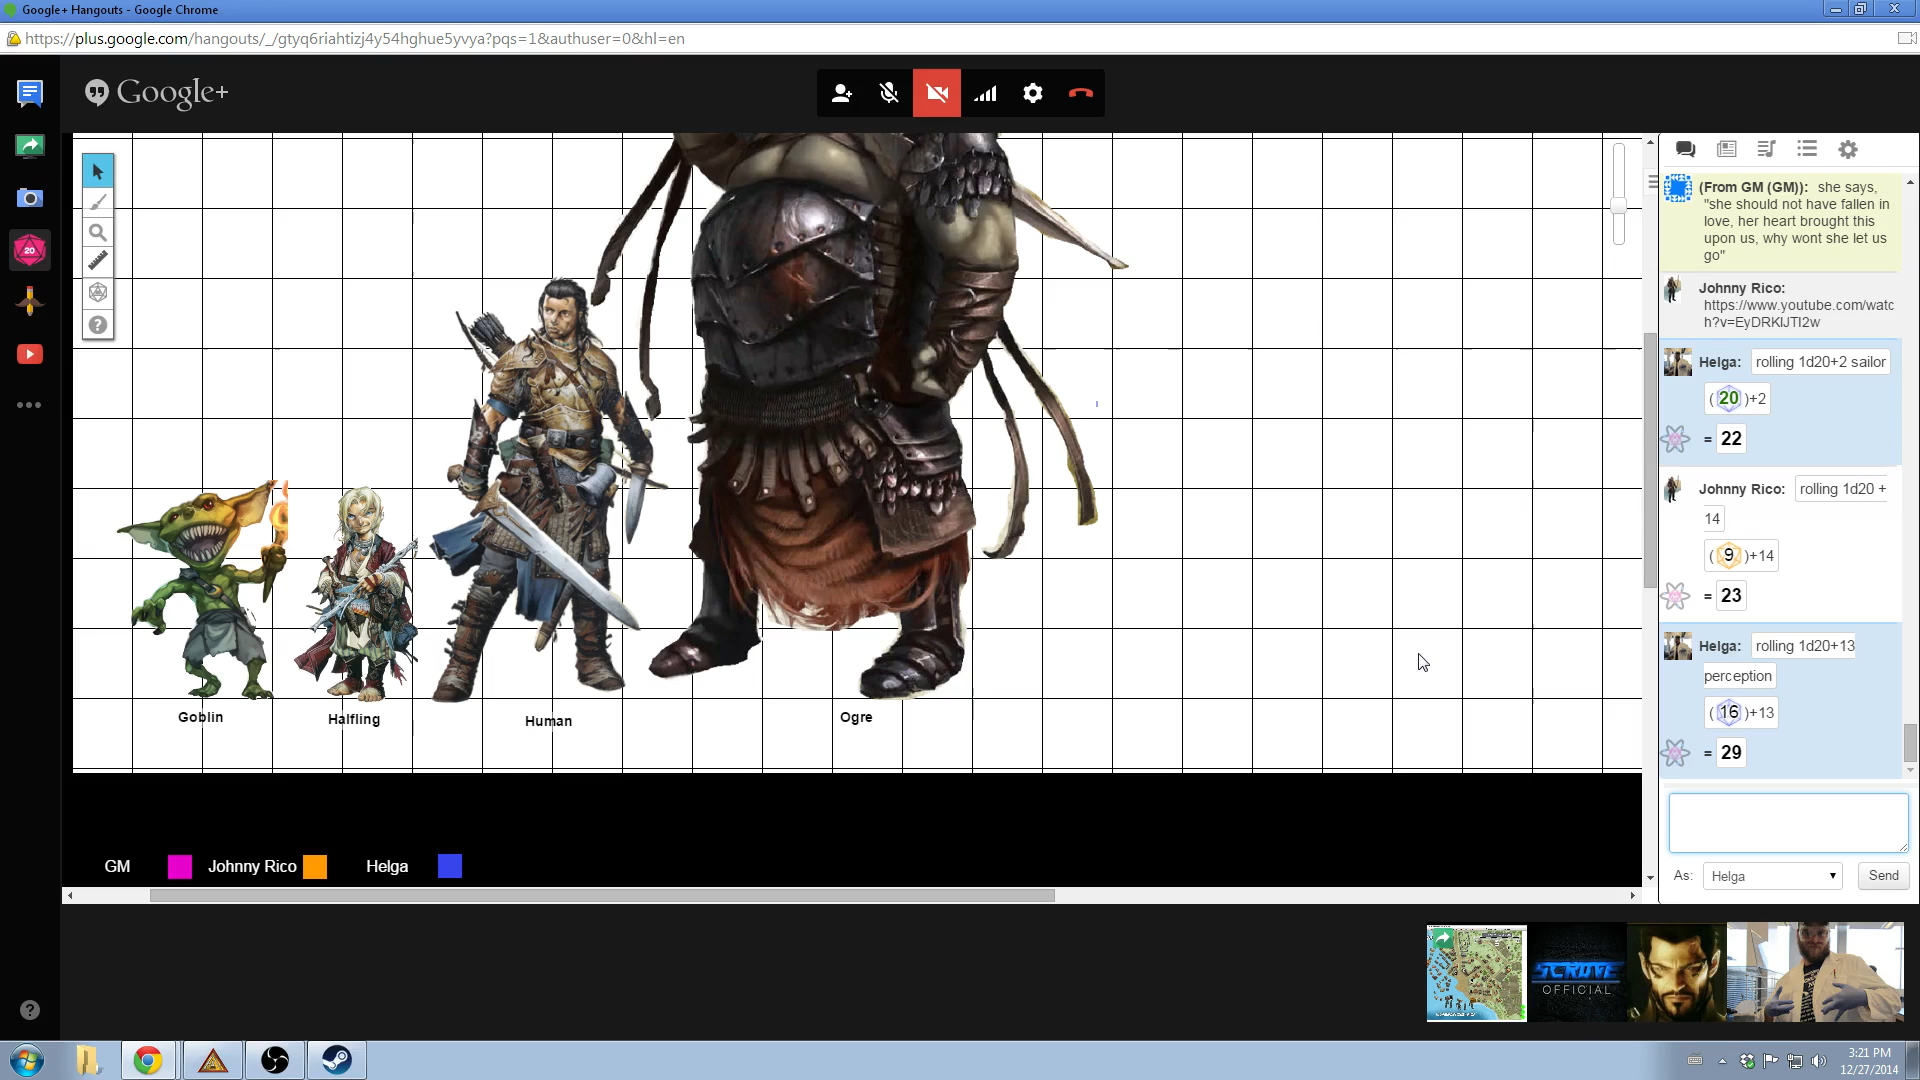 Google+ Hangouts - Google Chrome
https://plus.google.com/hangouts/_/gtyq6riahtizj4y54hghue5yvya?pqs=1&authuser=0&hl=en
Google+
20
Goblin
Halfling
Human
Ogre
GM
Johnny Rico
Helga
(From GM (GM)): she says,
"she should not have fallen in
love, her heart brought this
upon us, why wont she let us
go"
Johnny Rico:
https://www.youtube.com/watc
h?v=EyDRKIJTI2w
Helga: rolling 1d20+2 sailor
(20)+2
= 22
Johnny Rico: rolling 1d20 +
14
(9)+14
= 23
Helga: rolling 1d20+13
perception
(16)+13
= 29
As: Helga Send
SCROVE
OFFICIAL
3:21 PM
12/27/2014